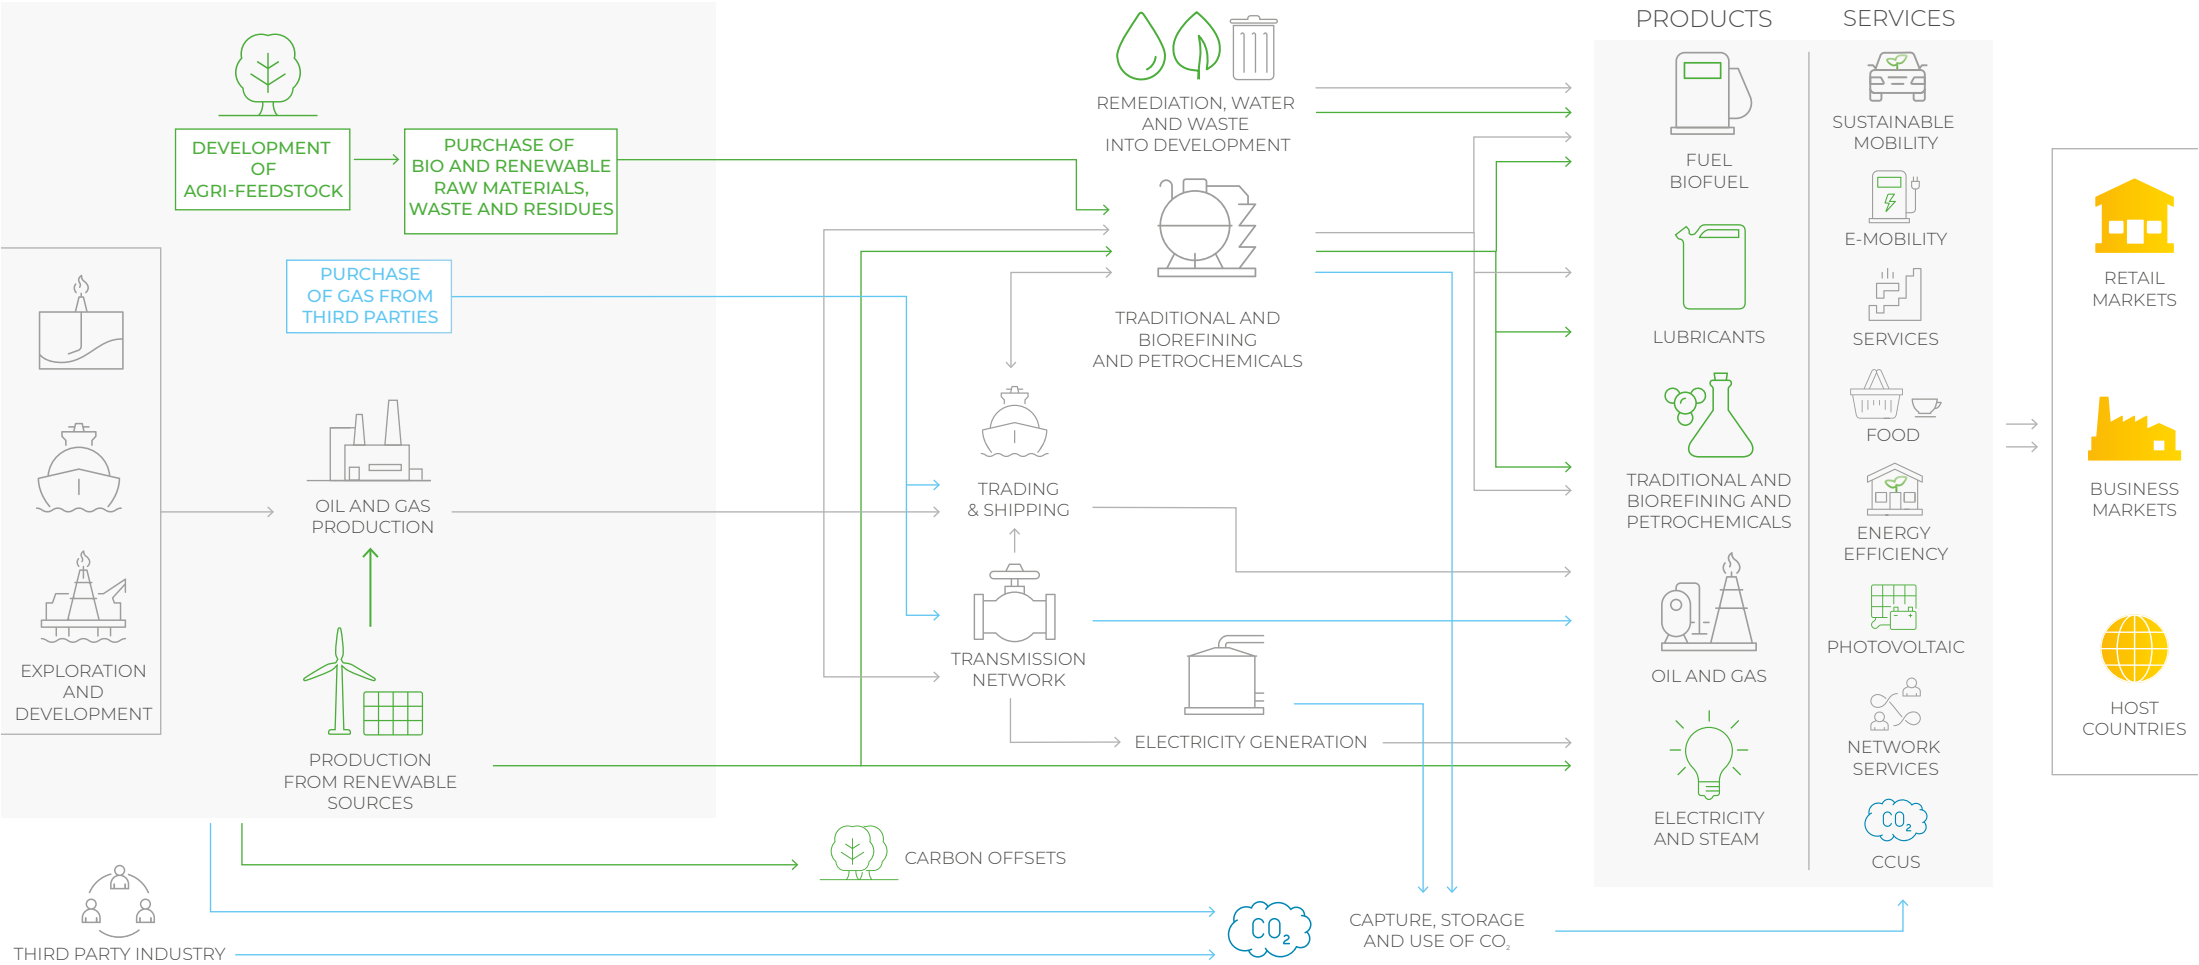 DEVELOPMENT
OF
AGRI-FEEDSTOCK
PURCHASE OF
BIO AND RENEWABLE
RAW MATERIALS,
WASTE AND RESIDUES
PURCHASE
OF GAS FROM
THIRD PARTIES
EXPLORATION
AND
DEVELOPMENT
OIL AND GAS
PRODUCTION
PRODUCTION
FROM RENEWABLE
SOURCES
THIRD PARTY INDUSTRY
REMEDIATION, WATER
AND WASTE
INTO DEVELOPMENT
TRADITIONAL AND
BIOREFINING
AND PETROCHEMICALS
TRADING
& SHIPPING
TRANSMISSION
NETWORK
ELECTRICITY GENERATION
CARBON OFFSETS
CO₂
CAPTURE, STORAGE
AND USE OF CO₂
PRODUCTS
FUEL
BIOFUEL
LUBRICANTS
TRADITIONAL AND
BIOREFINING AND
PETROCHEMICALS
OIL AND GAS
ELECTRICITY
AND STEAM
SERVICES
SUSTAINABLE
MOBILITY
E-MOBILITY
SERVICES
FOOD
ENERGY
EFFICIENCY
PHOTOVOLTAIC
NETWORK
SERVICES
CO₂
CCUS
RETAIL
MARKETS
BUSINESS
MARKETS
HOST
COUNTRIES